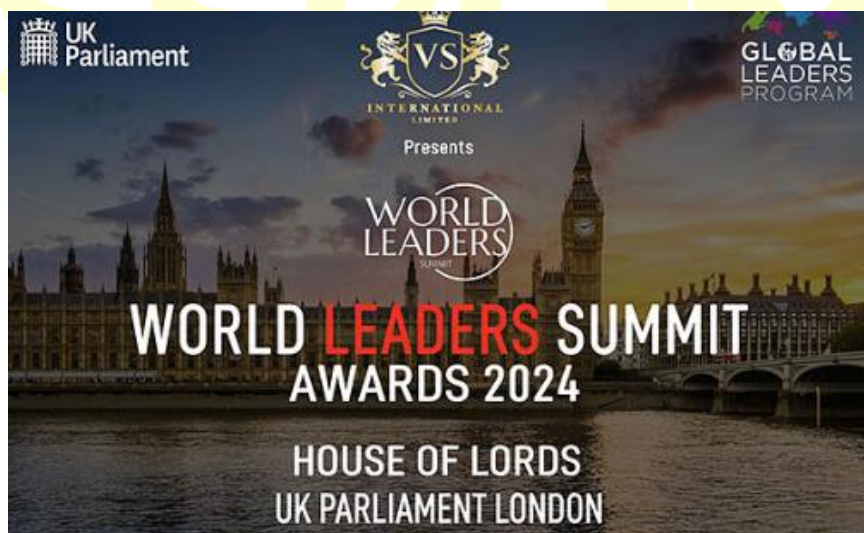 UK
Parliament
VS
INTERNATIONAL
LIMITED
GLOBAL
LEADERS
PROGRAM
Presents
WORLD
LEADERS
SUMMIT
WORLD LEADERS SUMMIT
AWARDS 2024
HOUSE OF LORDS
UK PARLIAMENT LONDON